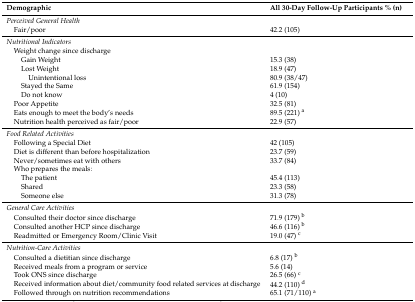 Demographic All 30-Day Follow-Up Participants % (n)
Perceived General Health
Fair/poor 42.2 (105)
Nutritional Indicators
Weight change since discharge
Gain Weight 15.3 (38)
Lost Weight 18.9 (47)
Unintentional loss 80.9 (38/47)
Stayed the Same 61.9 (154)
Do not know 4 (10)
Poor Appetite 32.5 (81)
Eats enough to meet the body's needs 89.5 (221) a
Nutrition health perceived as fair/poor 22.9 (57)
Food Related Activities
Following a Special Diet 42 (105)
Diet is different than before hospitalization 23.7 (59)
Never/sometimes eat with others 33.7 (84)
Who prepares the meals:
The patient 45.4 (113)
Shared 23.3 (58)
Someone else 31.3 (78)
General Care Activities
Consulted their doctor since discharge 71.9 (179) b
Consulted another HCP since discharge 46.6 (116) b
Readmitted or Emergency Room/Clinic Visit 19.0 (47) c
Nutrition-Care Activities
Consulted a dietitian since discharge 6.8 (17) b
Received meals from a program or service 5.6 (14)
Took ONS since discharge 26.5 (66) c
Received information about diet/community food related services at discharge 44.2 (110) d
Followed through on nutrition recommendations 65.1 (71/110) a